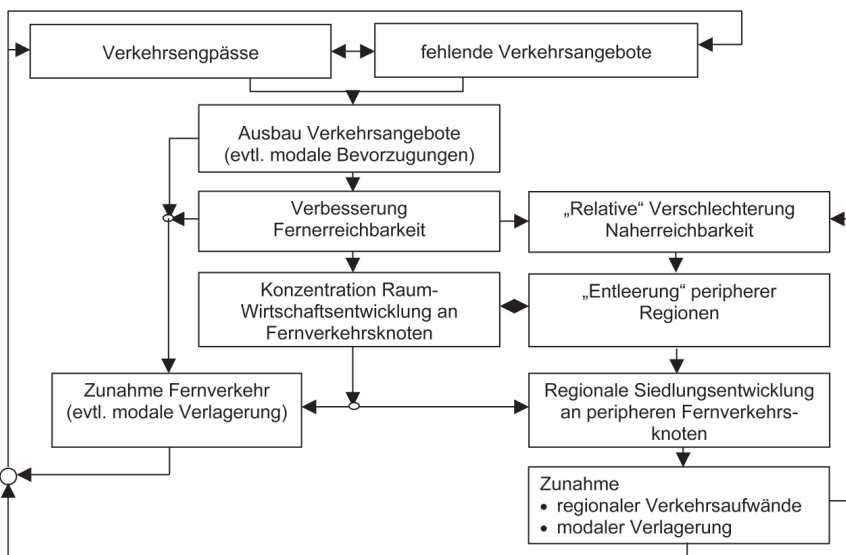 Verkehrsengpässe
fehlende Verkehrsangebote
Ausbau Verkehrsangebote
(evtl. modale Bevorzugungen)
Verbesserung
Fernerreichbarkeit
„Relative“ Verschlechterung
Naherreichbarkeit
Konzentration Raum-
Wirtschaftsentwicklung an
Fernverkehrsknoten
„Entleerung“ peripherer
Regionen
Zunahme Fernverkehr
(evtl. modale Verlagerung)
Regionale Siedlungsentwicklung
an peripheren Fernverkehrs-
knoten
Zunahme
• regionaler Verkehrsaufwände
• modaler Verlagerung